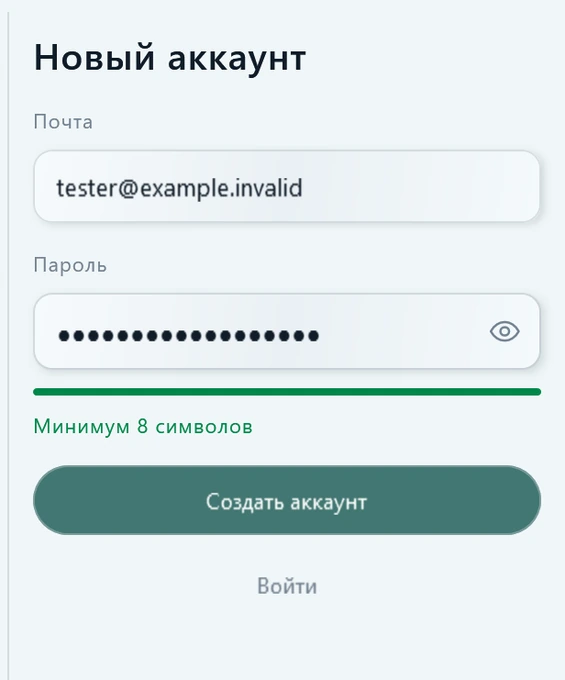 Новый аккаунт
Почта
tester@example.invalid
Пароль
••••••••••••••••••
Минимум 8 символов
Создать аккаунт
Войти